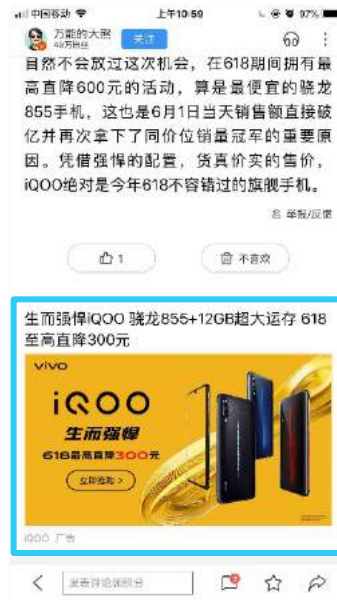 中国移动 上午10:59 97%
万能的大熊
48万粉丝
关注
自然不会放过这次机会，在618期间拥有最
高直降600元的活动，算是最便宜的骁龙
855手机，这也是6月1日当天销售额直接破
亿并再次拿下了同价位销量冠军的重要原
因。凭借强悍的配置，货真价实的售价，
iQOO绝对是今年618不容错过的旗舰手机。
举报/反馈
1
不喜欢
生而强悍iQOO 骁龙855+12GB超大运存 618
至高直降300元
vivo
iQOO
生而强悍
618最高直降300元
立即抢购 >
iQOO 广告